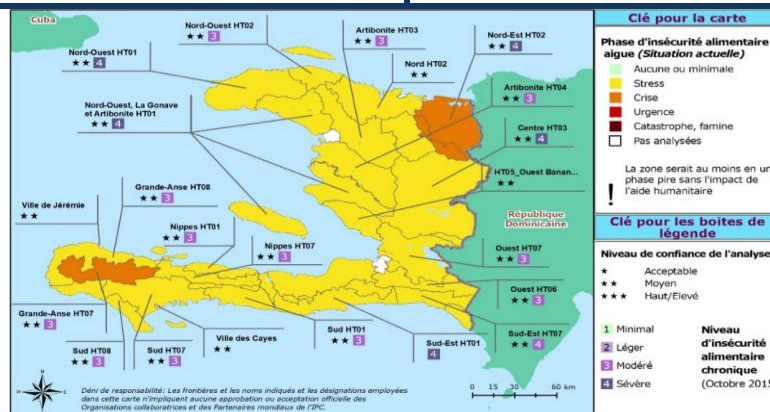 Cuba
Nord-Ouest HT02
★ ★ 3
Artibonite HT03
★ ★ 3
Nord-Est HT02
★ ★ 4
Nord-Ouest HT01
★ ★ 4
Nord HT02
★ ★
Artibonite HT04
★ ★ 3
Nord-Ouest, La Gonave
et Artibonite HT01
★ ★ 4
Centre HT03
★ ★ 4
HT05_Ouest Banan...
★ ★
Grande-Anse HT08
★ ★ 3
Ville de Jérémie
★ ★
Nippes HT01
★ ★ 3
Nippes HT07
★ ★ 3
République
Dominicaine
Ouest HT07
★ ★ 3
Ouest HT06
★ ★ 3
Grande-Anse HT07
★ ★ 3
Sud HT08
★ ★ 3
Sud HT07
★ ★ 3
Ville des Cayes
★ ★
Sud HT01
★ ★ 3
Sud-Est HT01
4
Sud-Est HT07
★ ★ 4
N
W
E
S
Déni de responsabilité: Les frontières et les noms indiqués et les désignations employées
dans cette carte n'impliquent aucune approbation ou acceptation officielle des
Organisations collaboratrices et des Partenaires mondiaux de l'IPC.
0 15 30 60 km
Clé pour la carte
Phase d'insécurité alimentaire
aigue (Situation actuelle)
Aucune ou minimale
Stress
Crise
Urgence
Catastrophe, famine
Pas analysées
! La zone serait au moins en un
phase pire sans l'impact de
l'aide humanitaire
Clé pour les boites de
légende
Niveau de confiance de l'analyse
★ Acceptable
★ ★ Moyen
★ ★ ★ Haut/Elevé
1 Minimal
2 Léger
3 Modéré
4 Sévère
Niveau
d'insécurité
alimentaire
chronique
(Octobre 2015